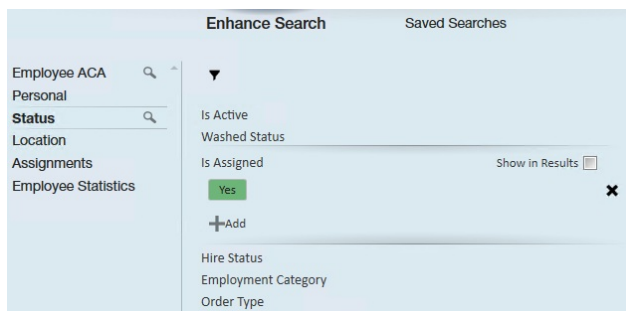 Enhance Search
Saved Searches
Employee ACA
Personal
Status
Location
Assignments
Employee Statistics
Is Active
Washed Status
Is Assigned
Show in Results
Yes
Add
Hire Status
Employment Category
Order Type